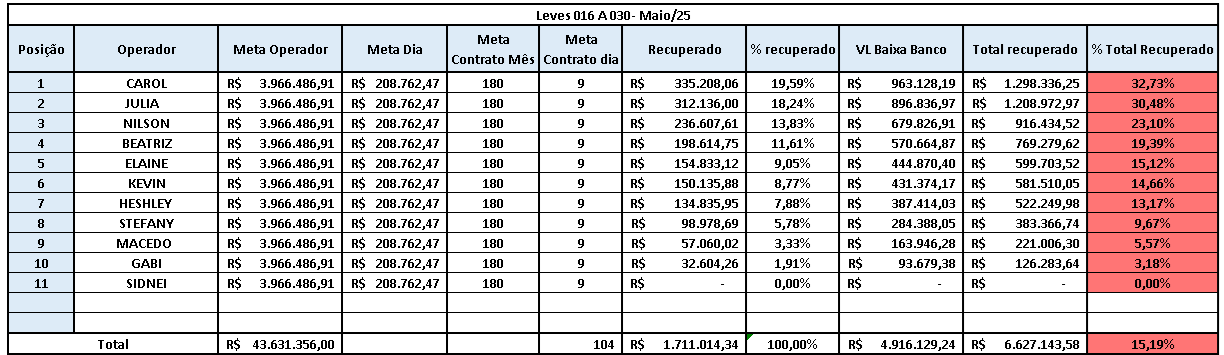 Leves 016 A 030- Maio/25
Posição Operador Meta Operador Meta Dia Meta Contrato Mês Meta Contrato dia Recuperado % recuperado VL Baixa Banco Total recuperado % Total Recuperado
1 CAROL R$ 3.966.486,91 R$ 208.762,47 180 9 R$ 335.208,06 19,59% R$ 963.128,19 R$ 1.298.336,25 32,73%
2 JULIA R$ 3.966.486,91 R$ 208.762,47 180 9 R$ 312.136,00 18,24% R$ 896.836,97 R$ 1.208.972,97 30,48%
3 NILSON R$ 3.966.486,91 R$ 208.762,47 180 9 R$ 236.607,61 13,83% R$ 679.826,91 R$ 916.434,52 23,10%
4 BEATRIZ R$ 3.966.486,91 R$ 208.762,47 180 9 R$ 198.614,75 11,61% R$ 570.664,87 R$ 769.279,62 19,39%
5 ELAINE R$ 3.966.486,91 R$ 208.762,47 180 9 R$ 154.833,12 9,05% R$ 444.870,40 R$ 599.703,52 15,12%
6 KEVIN R$ 3.966.486,91 R$ 208.762,47 180 9 R$ 150.135,88 8,77% R$ 431.374,17 R$ 581.510,05 14,66%
7 HESHLEY R$ 3.966.486,91 R$ 208.762,47 180 9 R$ 134.835,95 7,88% R$ 387.414,03 R$ 522.249,98 13,17%
8 STEFANY R$ 3.966.486,91 R$ 208.762,47 180 9 R$ 98.978,69 5,78% R$ 284.388,05 R$ 383.366,74 9,67%
9 MACEDO R$ 3.966.486,91 R$ 208.762,47 180 9 R$ 57.060,02 3,33% R$ 163.946,28 R$ 221.006,30 5,57%
10 GABI R$ 3.966.486,91 R$ 208.762,47 180 9 R$ 32.604,26 1,91% R$ 93.679,38 R$ 126.283,64 3,18%
11 SIDNEI R$ 3.966.486,91 R$ 208.762,47 180 9 R$ - 0,00% R$ - R$ - 0,00%
Total R$ 43.631.356,00 104 R$ 1.711.014,34 100,00% R$ 4.916.129,24 R$ 6.627.143,58 15,19%